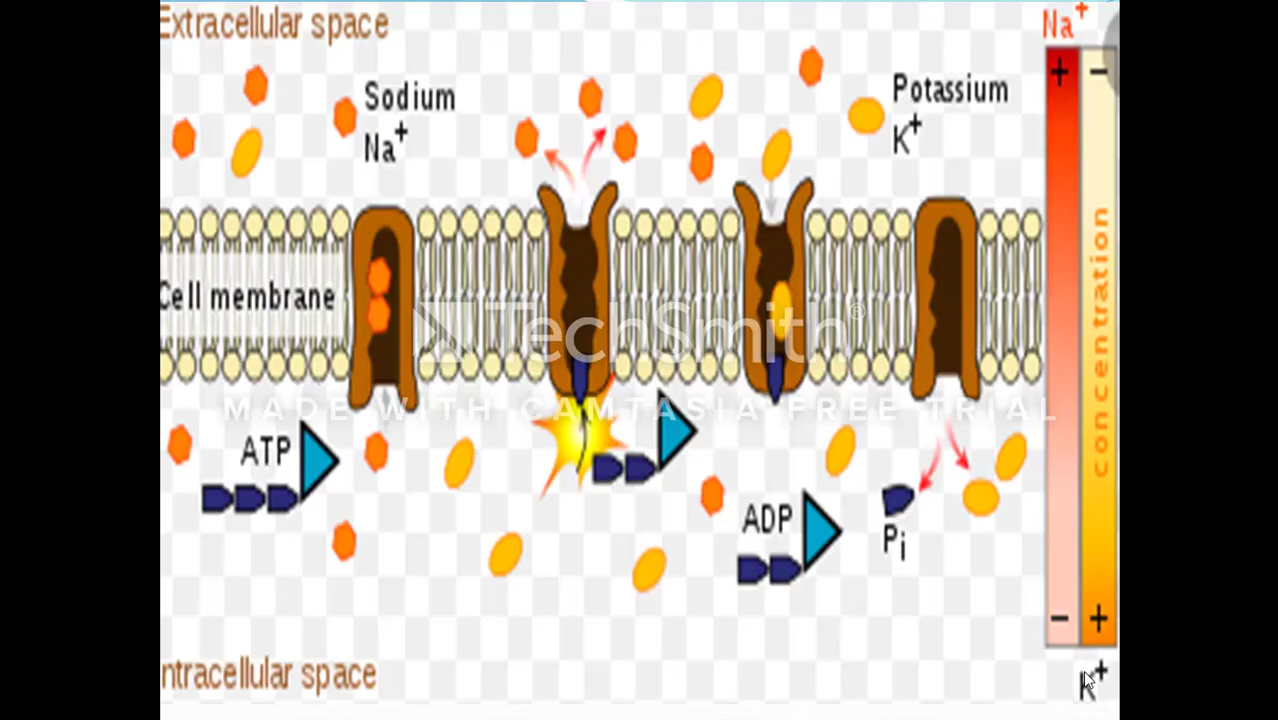 Extracellular space
Na+
Sodium
Na+
Potassium
K+
+ −
Cell membrane
concentration
TechSmith®
MADE WITH CAMTASIA FREE TRIAL
ATP
ADP
Pi
− +
ntracellular space
K+